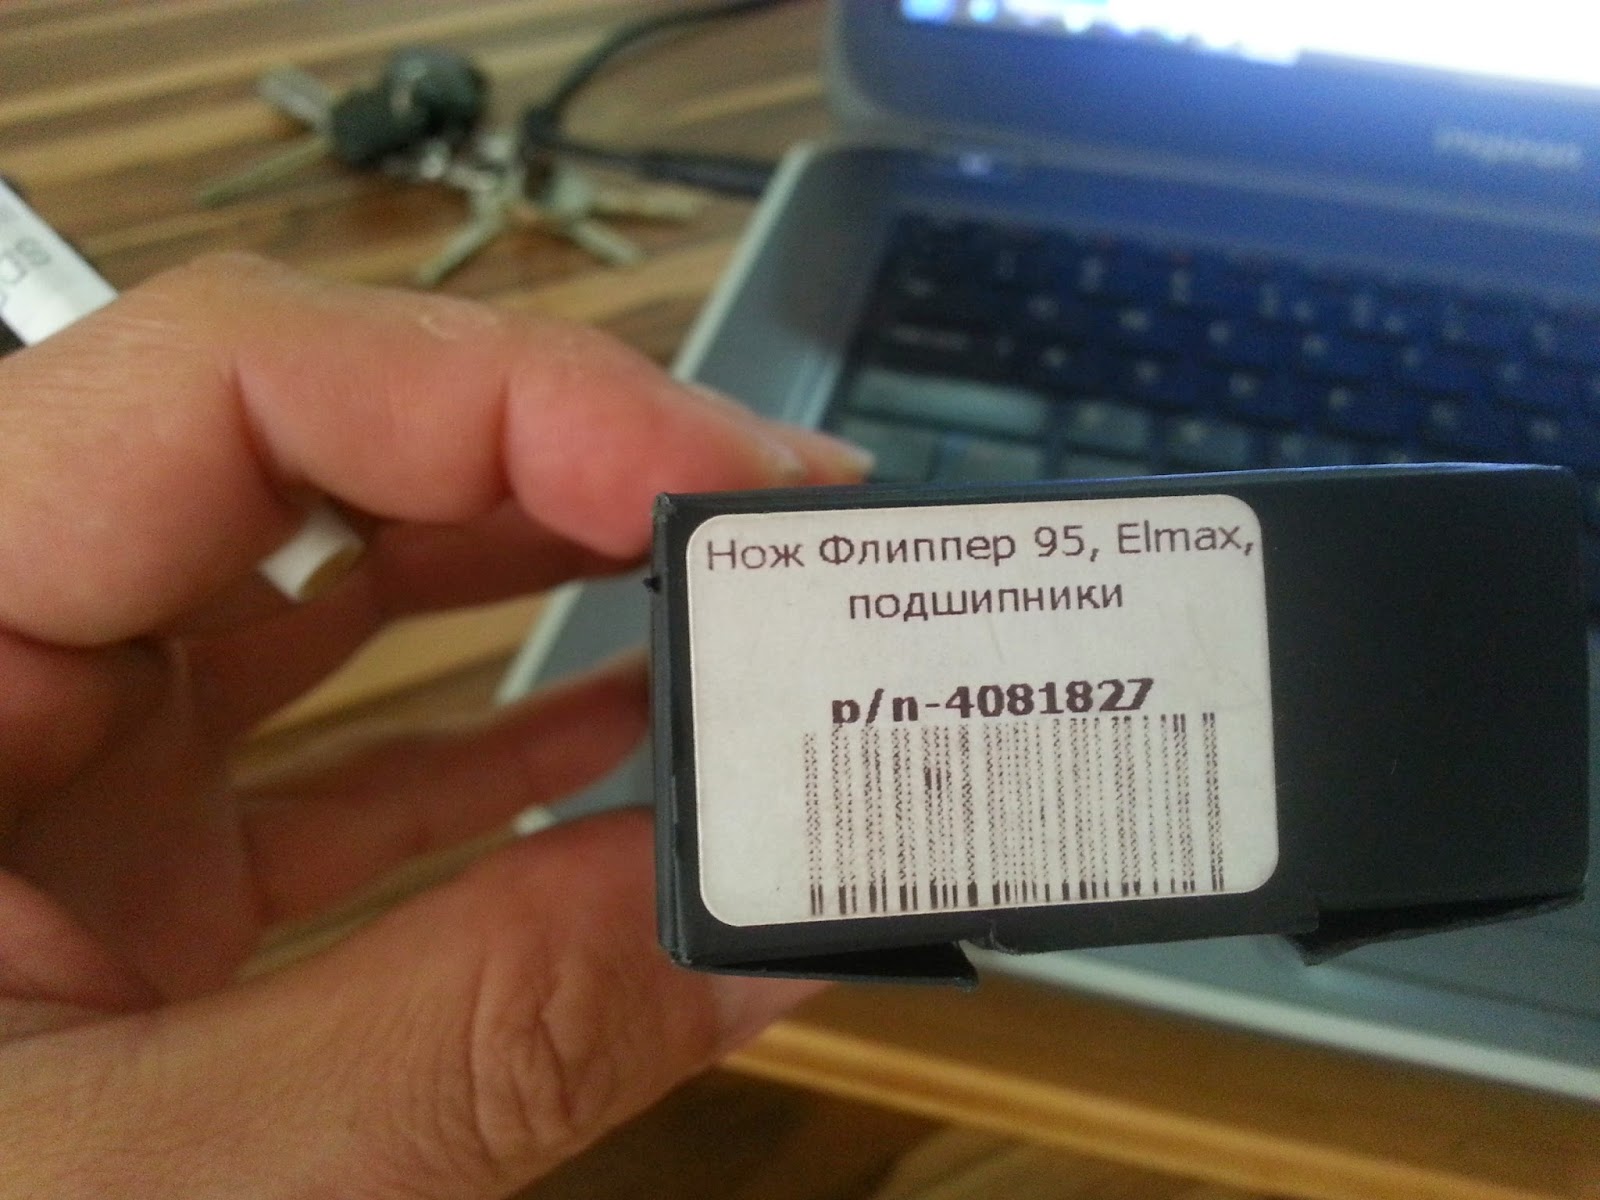 Нож Флиппер 95, Elmax,
подшипники
p/n-4081827